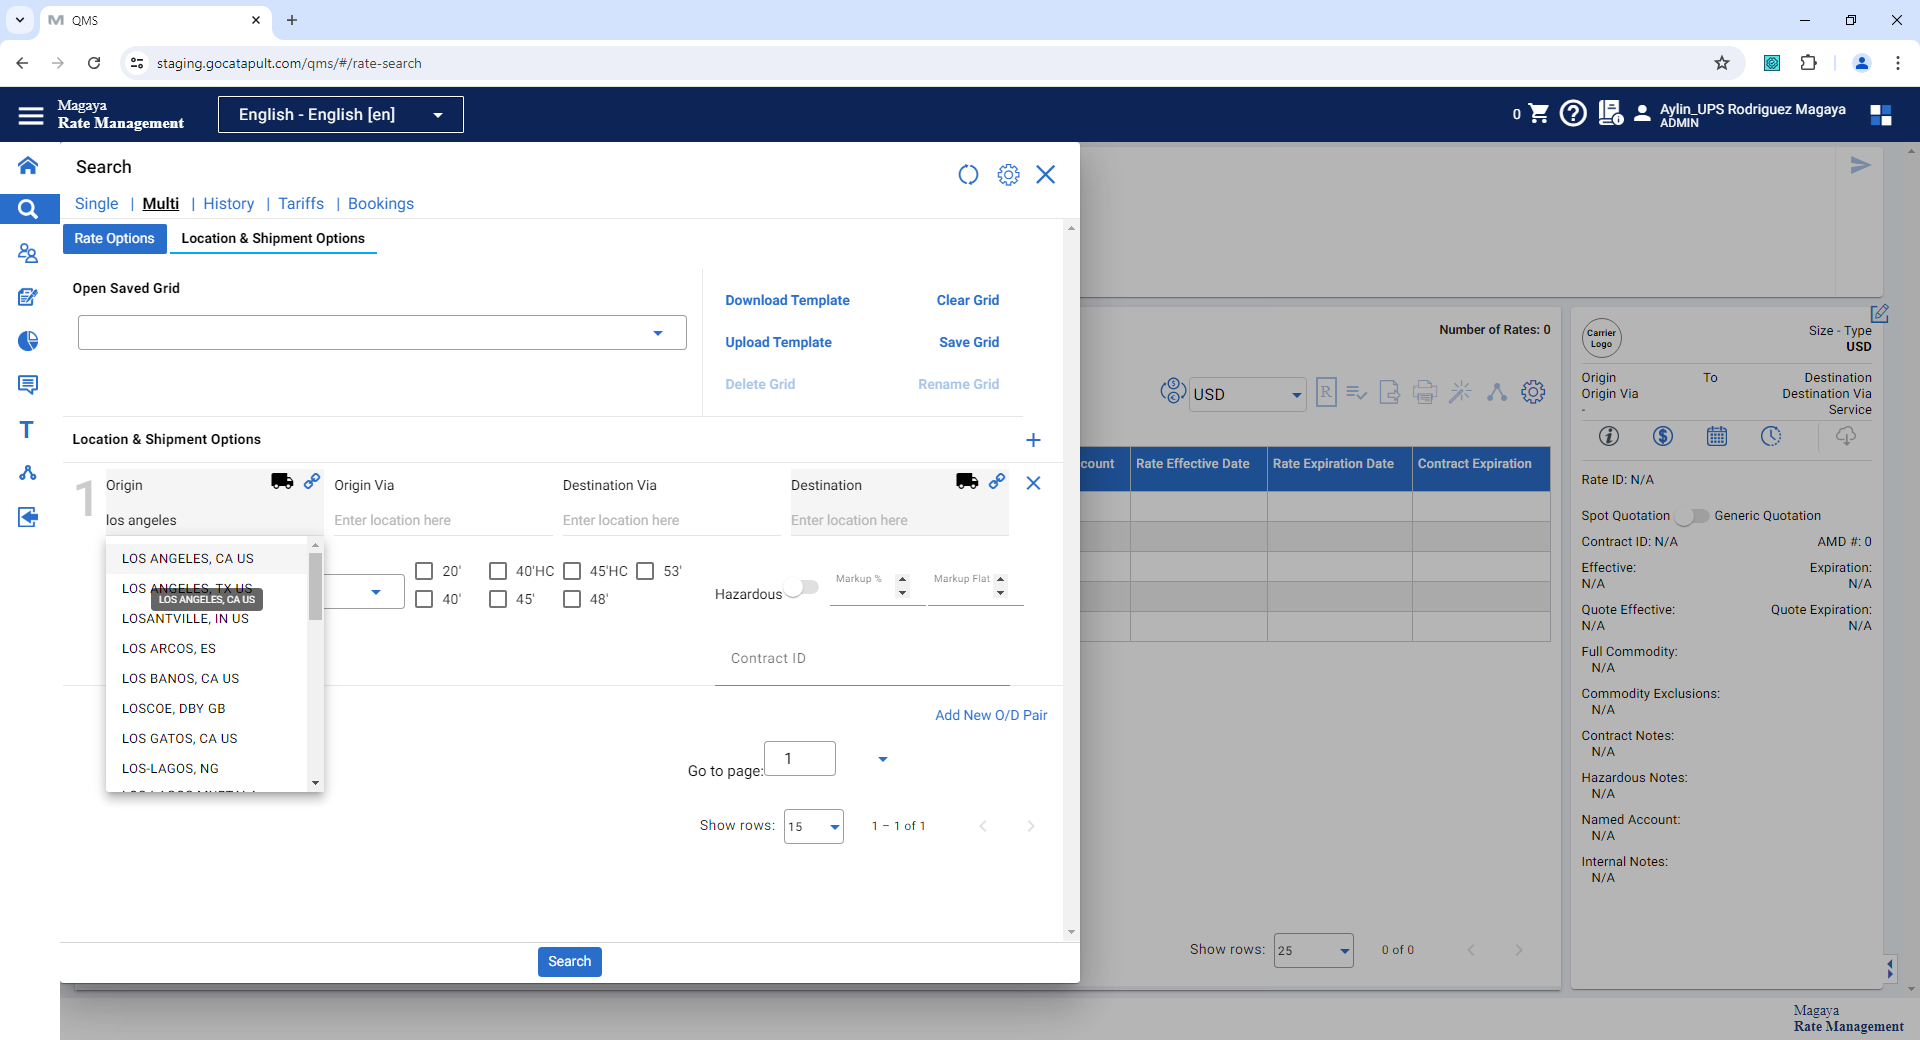 QMS
staging.gocatapult.com/qms/#/rate-search
Magaya
Rate Management
English - English [en]
0
Aylin_UPS Rodriguez Magaya
ADMIN
Search
Single | Multi | History | Tariffs | Bookings
Rate Options
Location & Shipment Options
Open Saved Grid
Download Template
Clear Grid
Upload Template
Save Grid
Delete Grid
Rename Grid
Location & Shipment Options
1
Origin
Origin Via
Destination Via
Destination
los angeles
Enter location here
Enter location here
Enter location here
LOS ANGELES, CA US
LOS ANGELES, TX US
LOS ANGELES, CA US
LOSANTVILLE, IN US
LOS ARCOS, ES
LOS BANOS, CA US
LOSCOE, DBY GB
LOS GATOS, CA US
LOS-LAGOS, NG
20'
40'HC
45'HC
53'
40'
45'
48'
Hazardous
Markup %
Markup Flat
Contract ID
Add New O/D Pair
Go to page:
1
Show rows:
15
1 – 1 of 1
Search
Number of Rates: 0
USD
R
count
Rate Effective Date
Rate Expiration Date
Contract Expiration
Show rows:
25
0 of 0
Carrier
Logo
Size - Type
USD
Origin
To
Destination
Origin Via
Destination Via
-
Service
Rate ID: N/A
Spot Quotation
Generic Quotation
Contract ID: N/A
AMD #: 0
Effective:
Expiration:
N/A
N/A
Quote Effective:
Quote Expiration:
N/A
N/A
Full Commodity:
N/A
Commodity Exclusions:
N/A
Contract Notes:
N/A
Hazardous Notes:
N/A
Named Account:
N/A
Internal Notes:
N/A
Magaya
Rate Management